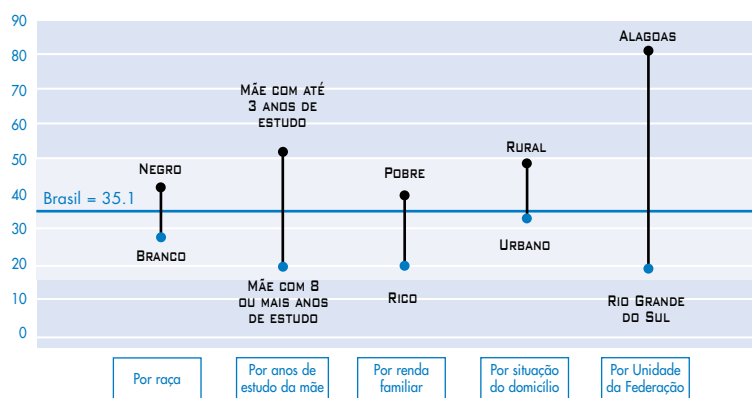 90
80
70
60
50
40
30
20
10
0
Brasil = 35.1
NEGRO
BRANCO
MÃE COM ATÉ
3 ANOS DE
ESTUDO
MÃE COM 8
OU MAIS ANOS
DE ESTUDO
POBRE
RICO
RURAL
URBANO
ALAGOAS
RIO GRANDE
DO SUL
Por raça
Por anos de
estudo da mãe
Por renda
familiar
Por situação
do domicílio
Por Unidade
da Federação